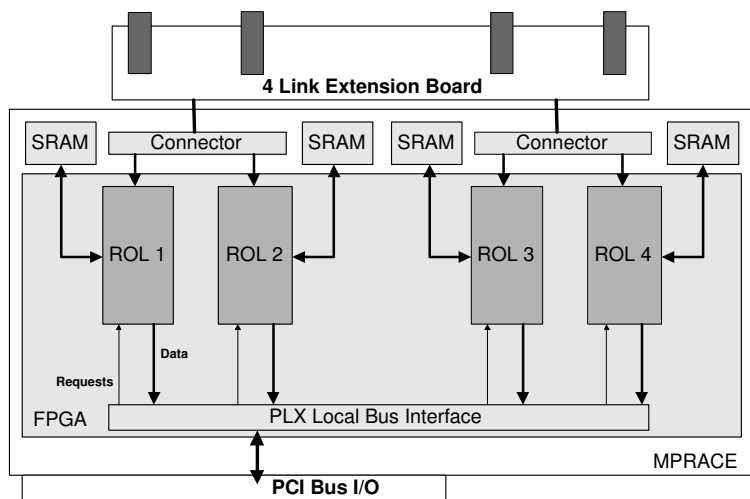 4 Link Extension Board
SRAM
Connector
SRAM
SRAM
Connector
SRAM
ROL 1
ROL 2
ROL 3
ROL 4
Data
Requests
FPGA
PLX Local Bus Interface
MPRACE
PCI Bus I/O